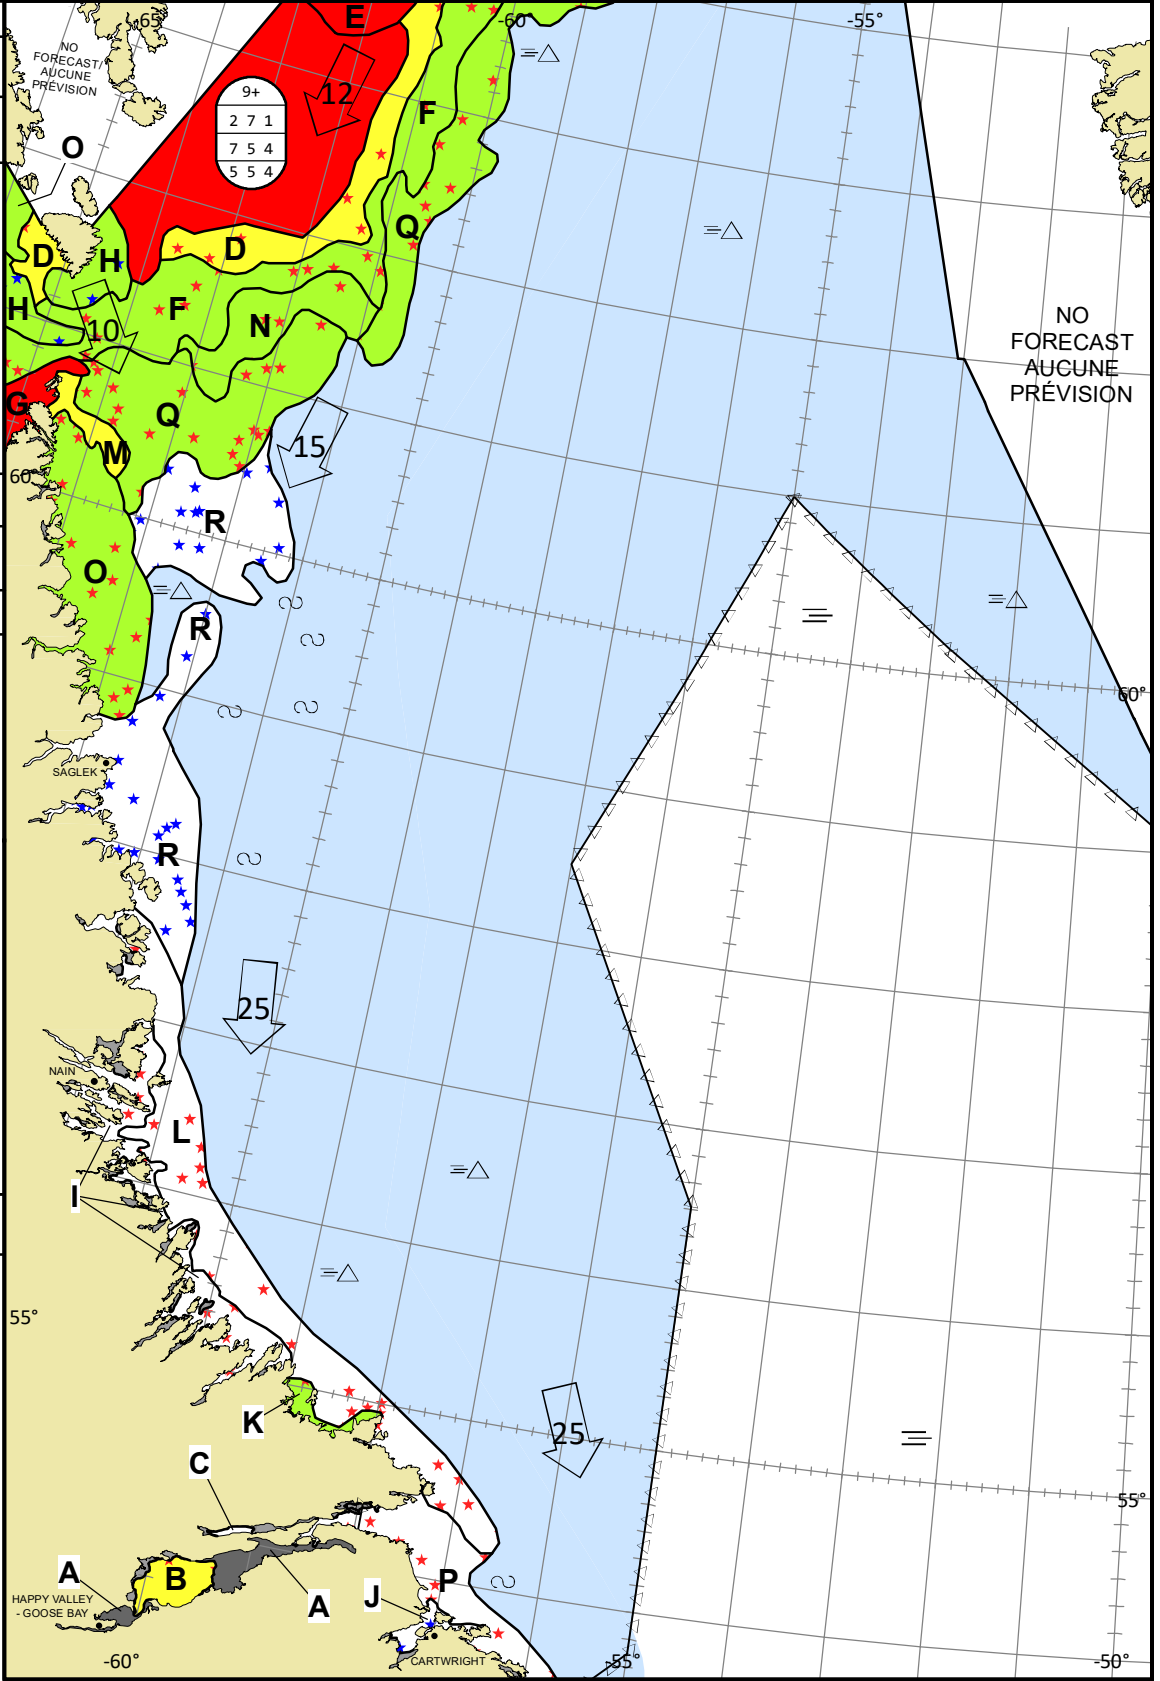 E
65°
-60°
-55°
NO
FORECAST/
AUCUNE
PRÉVISION
9+
2 7 1
7 5 4
5 5 4
12
F
O
Q
D
H
D
H
F
N
10
NO
FORECAST
AUCUNE
PRÉVISION
G
Q
M
15
60°
R
O
R
60°
SAGLEK
R
25
NAIN
L
I
55°
K
25
C
55°
A
B
J
P
HAPPY VALLEY
- GOOSE BAY
A
CARTWRIGHT
-60°
-55°
-50°